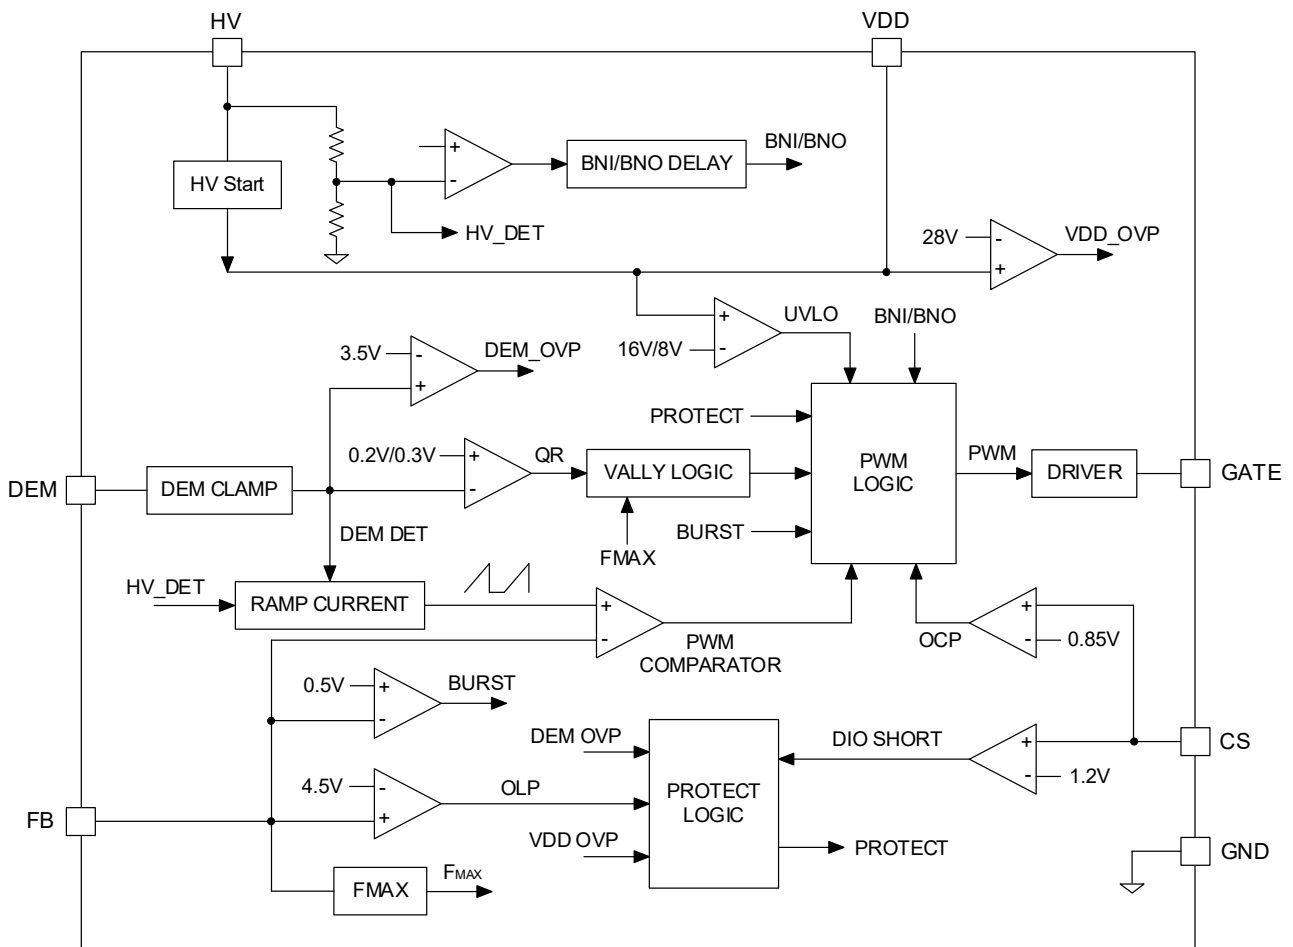 HV
VDD
BNI/BNO
+
-
BNI/BNO DELAY
HV Start
HV_DET
28V
-
+
VDD_OVP
UVLO
BNI/BNO
+
16V/8V
-
3.5V
-
+
DEM_OVP
PROTECT
0.2V/0.3V
+
-
QR
VALLY LOGIC
PWM
LOGIC
PWM
DRIVER
GATE
DEM
DEM CLAMP
DEM DET
BURST
FMAX
HV_DET
RAMP CURRENT
+
-
PWM
COMPARATOR
OCP
+
-
0.85V
0.5V
+
-
BURST
DEM OVP
DIO SHORT
+
-
1.2V
CS
4.5V
-
+
OLP
PROTECT
LOGIC
FB
VDD OVP
PROTECT
GND
FMAX
FMAX